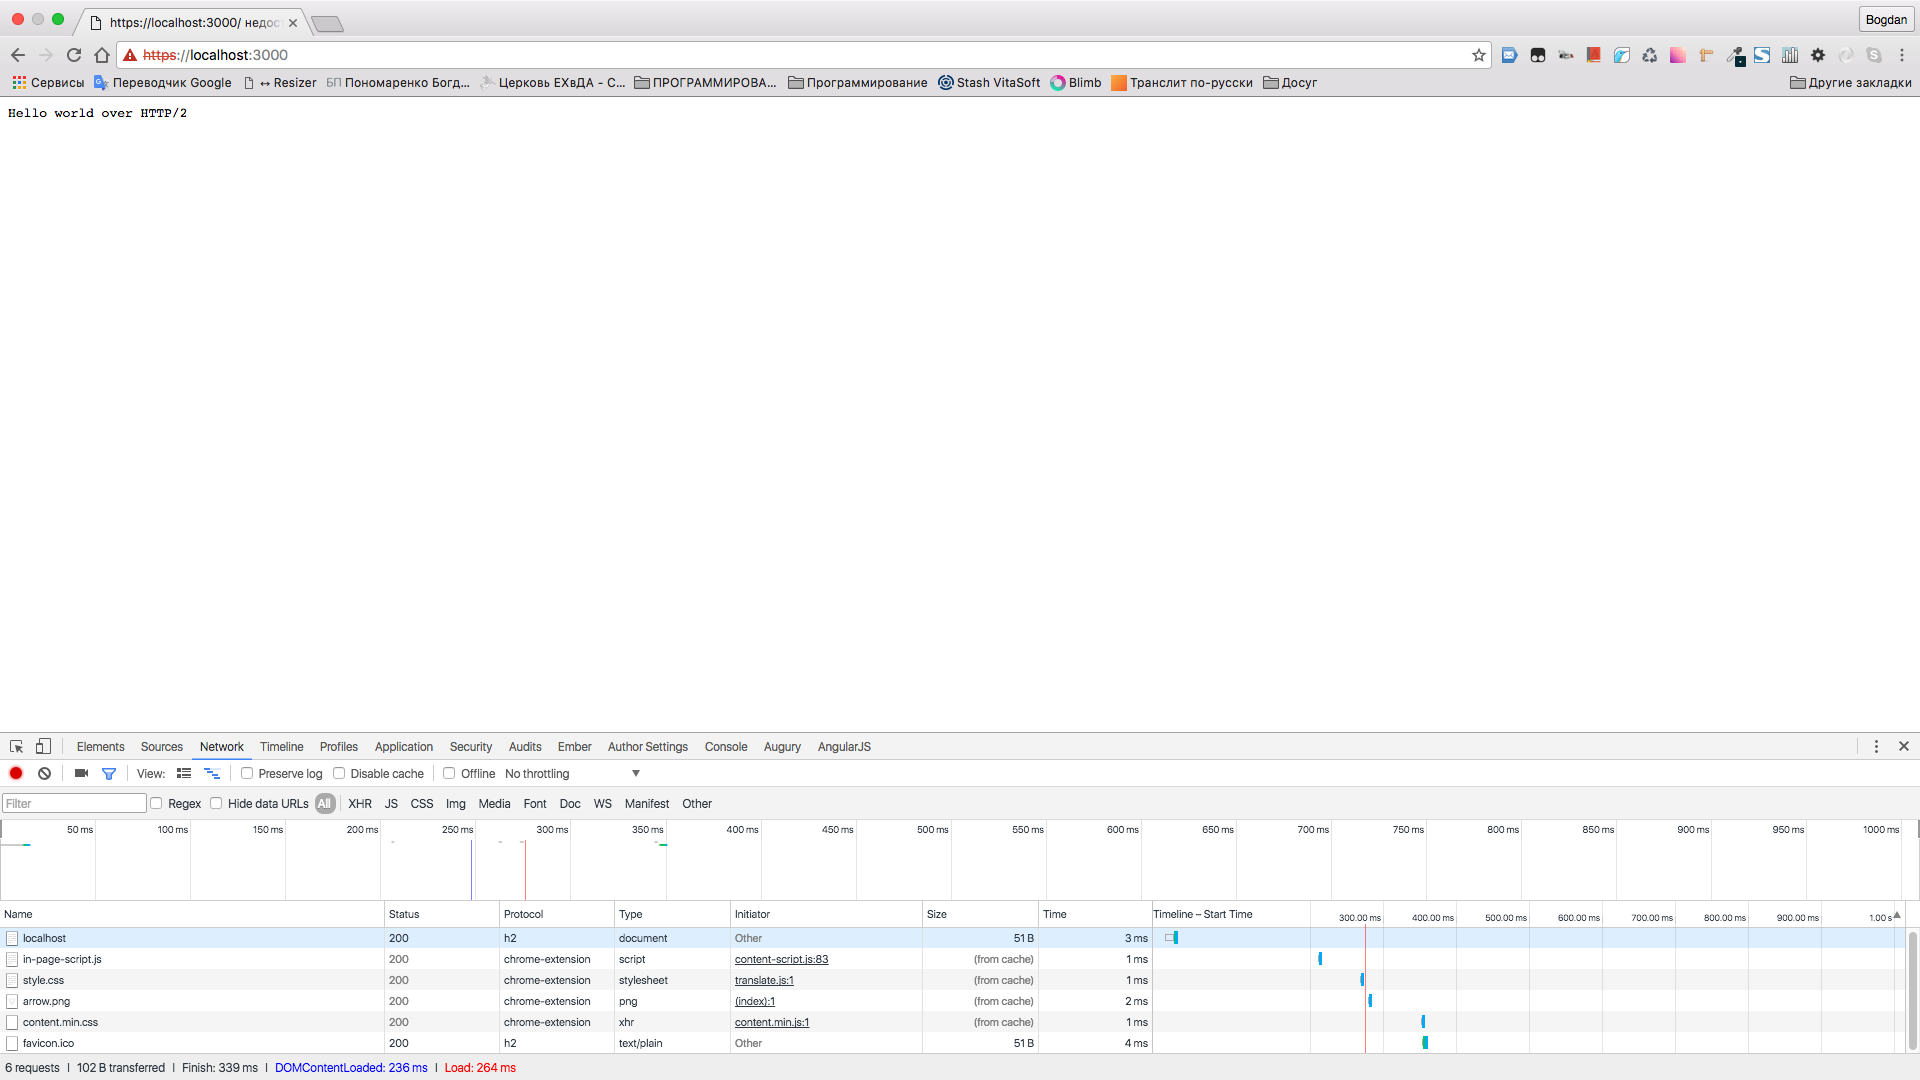 https://localhost:3000/ недос
Bogdan
https://localhost:3000
Сервисы Переводчик Google ↔ Resizer БП Пономаренко Богд... Церковь ЕХвДА - С... ПРОГРАММИРОВА... Программирование Stash VitaSoft Blimb Транслит по-русски Досуг Другие закладки
Hello world over HTTP/2
Elements Sources Network Timeline Profiles Application Security Audits Ember Author Settings Console Augury AngularJS
View: Preserve log Disable cache Offline No throttling
Filter Regex Hide data URLs All XHR JS CSS Img Media Font Doc WS Manifest Other
50 ms 100 ms 150 ms 200 ms 250 ms 300 ms 350 ms 400 ms 450 ms 500 ms 550 ms 600 ms 650 ms 700 ms 750 ms 800 ms 850 ms 900 ms 950 ms 1000 ms
Name Status Protocol Type Initiator Size Time Timeline – Start Time 300.00 ms 400.00 ms 500.00 ms 600.00 ms 700.00 ms 800.00 ms 900.00 ms 1.00 s
localhost 200 h2 document Other 51 B 3 ms
in-page-script.js 200 chrome-extension script content-script.js:83 (from cache) 1 ms
style.css 200 chrome-extension stylesheet translate.js:1 (from cache) 1 ms
arrow.png 200 chrome-extension png (index):1 (from cache) 2 ms
content.min.css 200 chrome-extension xhr content.min.js:1 (from cache) 1 ms
favicon.ico 200 h2 text/plain Other 51 B 4 ms
6 requests | 102 B transferred | Finish: 339 ms | DOMContentLoaded: 236 ms | Load: 264 ms